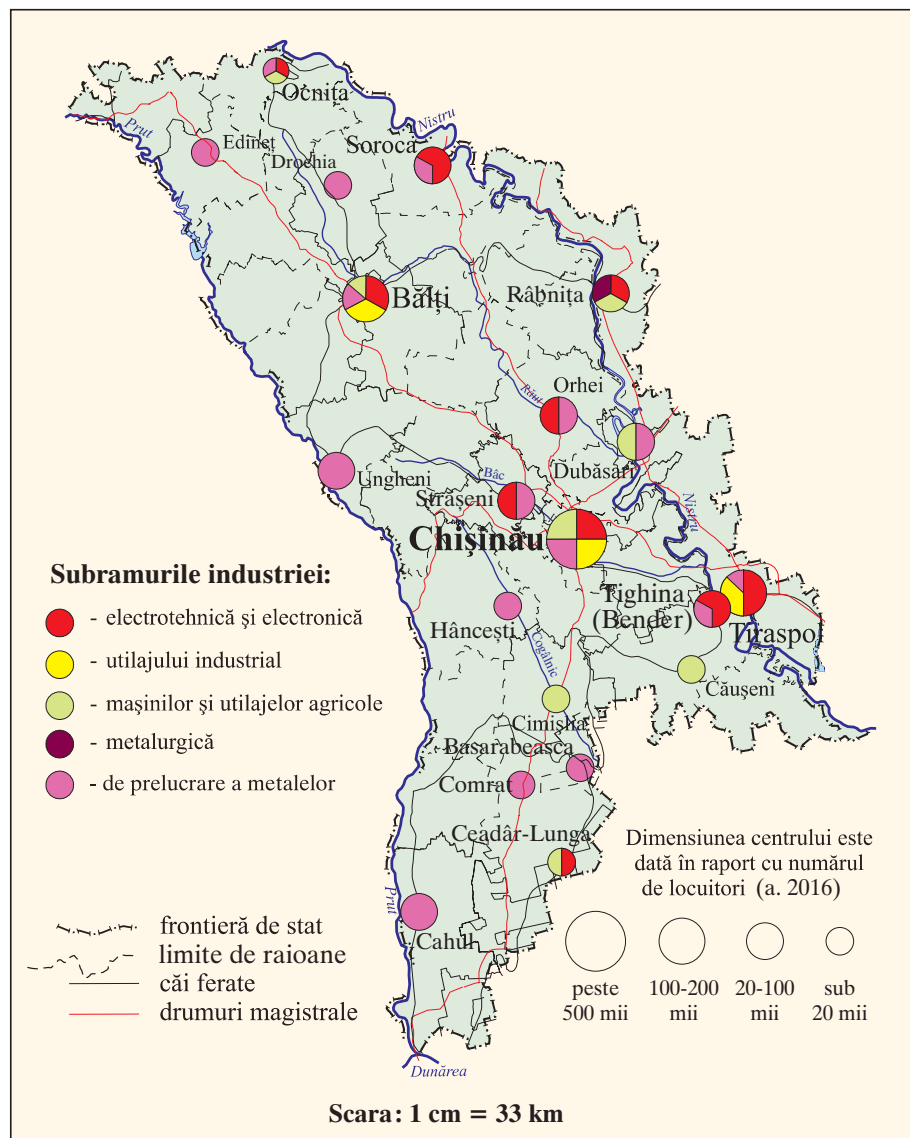 Ocnița
Nistru
Prut
Edineț
Soroca
Drochia
Bălți
Râbnița
Orhei
Răut
Dubăsari
Ungheni
Bâc
Strășeni
Nistru
Chișinău
Subramurile industriei:
- electrotehnică și electronică
- utilajului industrial
- mașinilor și utilajelor agricole
- metalurgică
- de prelucrare a metalelor
Tighina
(Bender)
Tiraspol
Hâncești
Cogâlnic
Căușeni
Cimișlia
Basarabeasca
Comrat
Ceadâr-Lunga
Prut
Cahul
Dimensiunea centrului este
dată în raport cu numărul
de locuitori (a. 2016)
peste
500 mii
100-200
mii
20-100
mii
sub
20 mii
frontieră de stat
limite de raioane
căi ferate
drumuri magistrale
Dunărea
Scara: 1 cm = 33 km